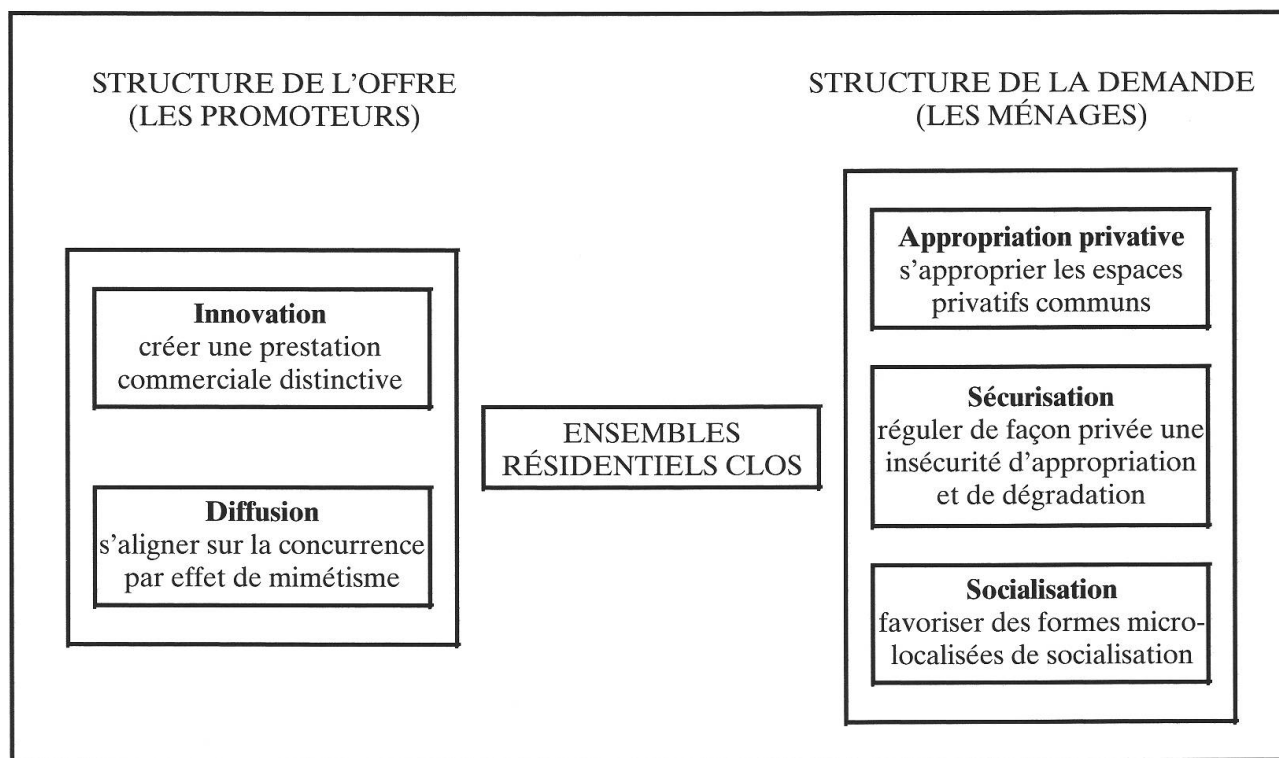 STRUCTURE DE L’OFFRE
(LES PROMOTEURS)
Innovation
créer une prestation
commerciale distinctive
Diffusion
s’aligner sur la concurrence
par effet de mimétisme
ENSEMBLES
RÉSIDENTIELS CLOS
STRUCTURE DE LA DEMANDE
(LES MÉNAGES)
Appropriation privative
s’approprier les espaces
privatifs communs
Sécurisation
réguler de façon privée une
insécurité d’appropriation
et de dégradation
Socialisation
favoriser des formes micro-
localisées de socialisation